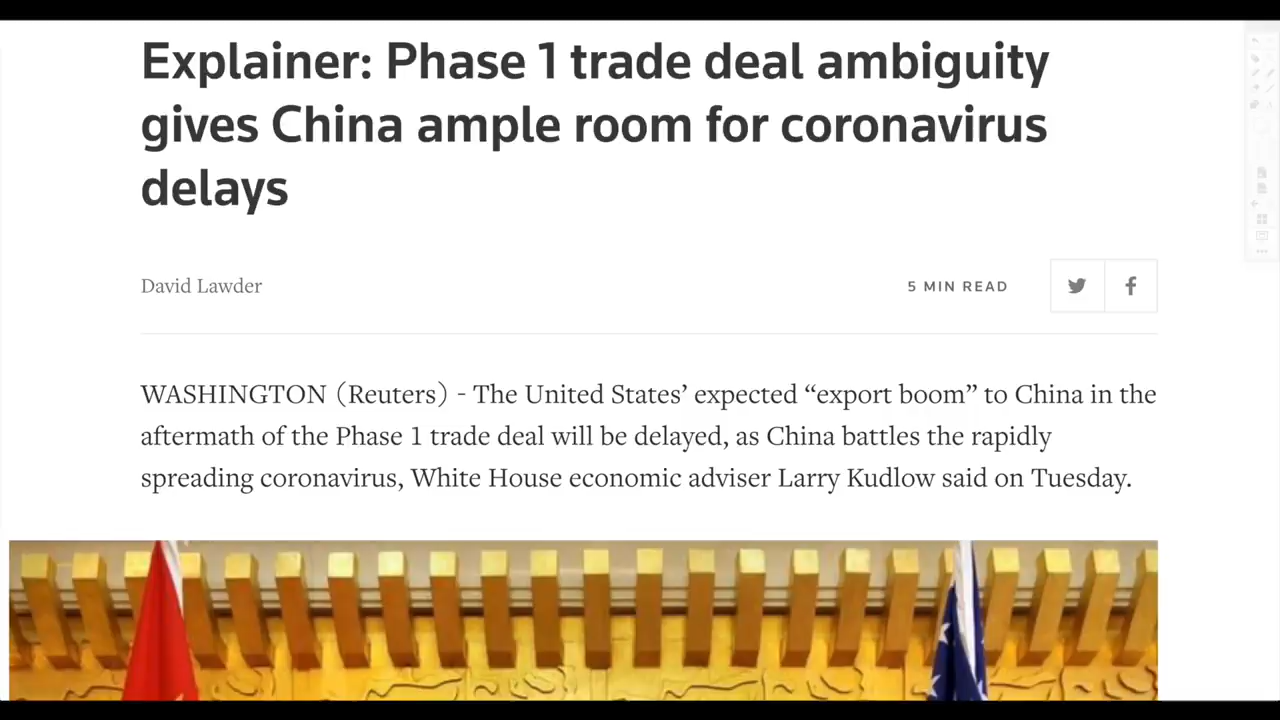 Explainer: Phase 1 trade deal ambiguity
gives China ample room for coronavirus
delays
David Lawder
5 MIN READ
WASHINGTON (Reuters) - The United States’ expected “export boom” to China in the
aftermath of the Phase 1 trade deal will be delayed, as China battles the rapidly
spreading coronavirus, White House economic adviser Larry Kudlow said on Tuesday.